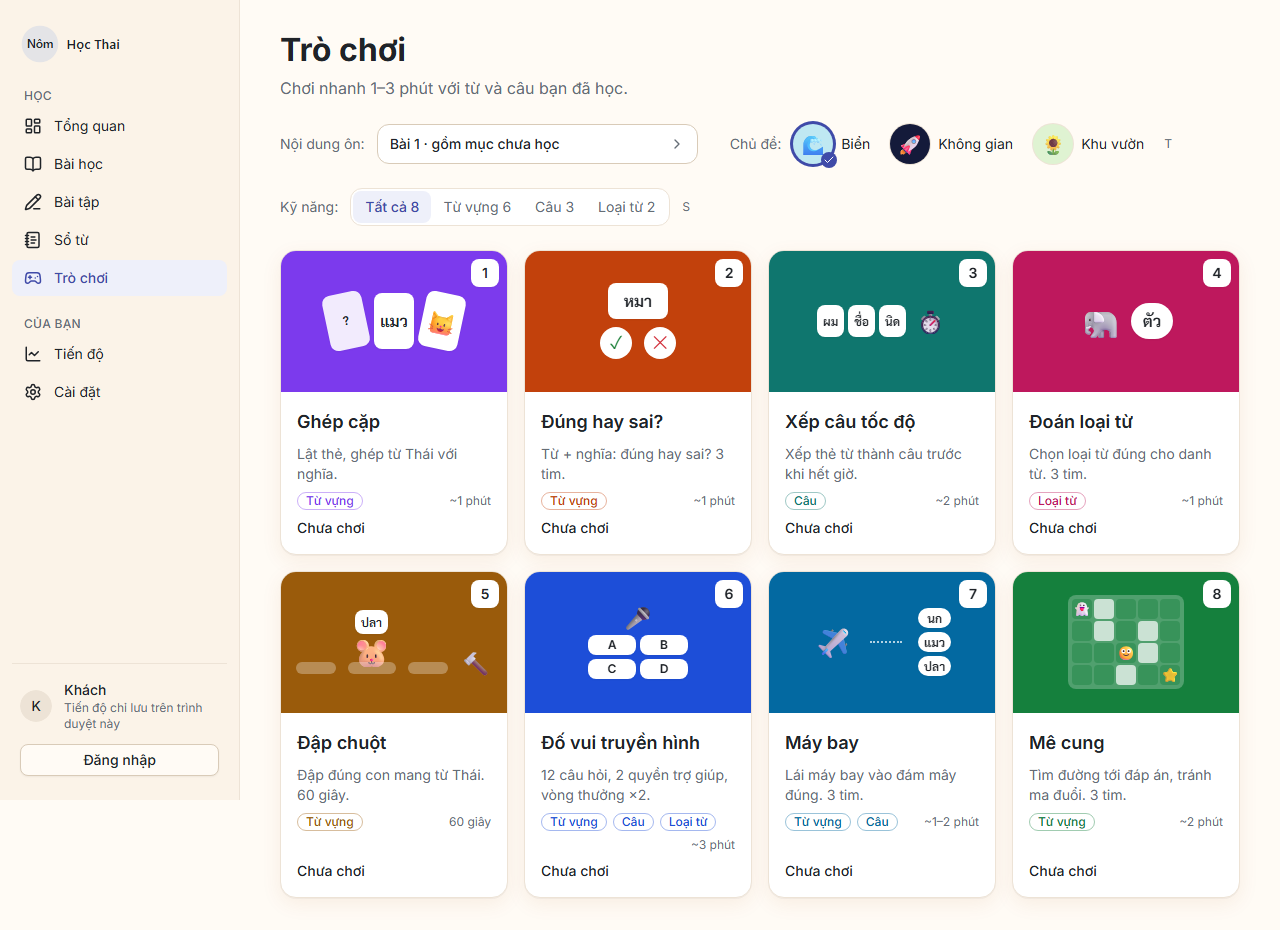 Nôm
Học Thai
HỌC
Tổng quan
Bài học
Bài tập
Sổ từ
Trò chơi
CỦA BẠN
Tiến độ
Cài đặt
K
Khách
Tiến độ chỉ lưu trên trình
duyệt này
Đăng nhập
Trò chơi
Chơi nhanh 1–3 phút với từ và câu bạn đã học.
Nội dung ôn:
Bài 1 · gồm mục chưa học
Chủ đề:
Biển
Không gian
Khu vườn
T
Kỹ năng:
Tất cả 8
Từ vựng 6
Câu 3
Loại từ 2
S
1
?
แมว
Ghép cặp
Lật thẻ, ghép từ Thái với
nghĩa.
Từ vựng
~1 phút
Chưa chơi
2
หมา
Đúng hay sai?
Từ + nghĩa: đúng hay sai? 3
tim.
Từ vựng
~1 phút
Chưa chơi
3
ผม
ชื่อ
นิด
Xếp câu tốc độ
Xếp thẻ từ thành câu trước
khi hết giờ.
Câu
~2 phút
Chưa chơi
4
ตัว
Đoán loại từ
Chọn loại từ đúng cho danh
từ. 3 tim.
Loại từ
~1 phút
Chưa chơi
5
ปลา
Đập chuột
Đập đúng con mang từ Thái.
60 giây.
Từ vựng
60 giây
Chưa chơi
6
A
B
C
D
Đố vui truyền hình
12 câu hỏi, 2 quyền trợ giúp,
vòng thưởng ×2.
Từ vựng
Câu
Loại từ
~3 phút
Chưa chơi
7
นก
แมว
ปลา
Máy bay
Lái máy bay vào đám mây
đúng. 3 tim.
Từ vựng
Câu
~1–2 phút
Chưa chơi
8
Mê cung
Tìm đường tới đáp án, tránh
ma đuổi. 3 tim.
Từ vựng
~2 phút
Chưa chơi